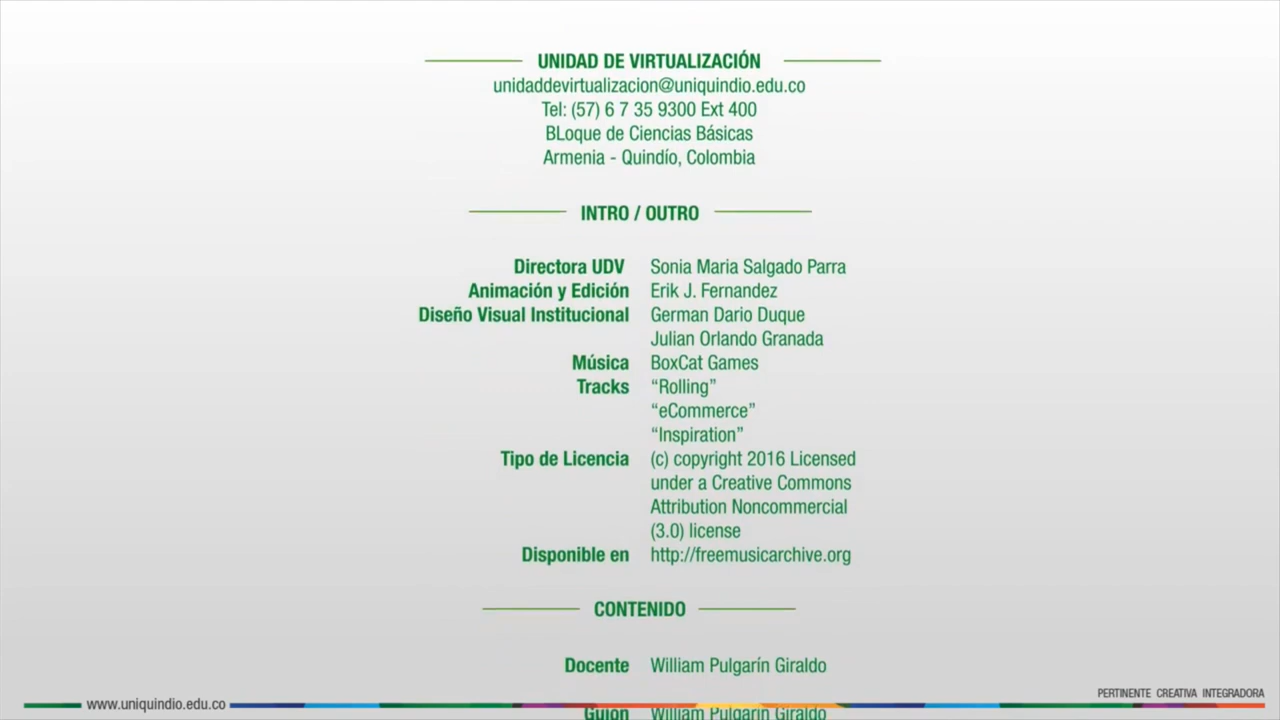 UNIDAD DE VIRTUALIZACIÓN
unidaddevirtualizacion@uniquindio.edu.co
Tel: (57) 6 7 35 9300 Ext 400
BLoque de Ciencias Básicas
Armenia - Quindío, Colombia
INTRO / OUTRO
Directora UDV Sonia Maria Salgado Parra
Animación y Edición Erik J. Fernandez
Diseño Visual Institucional German Dario Duque
Julian Orlando Granada
Música BoxCat Games
Tracks “Rolling”
“eCommerce”
“Inspiration”
Tipo de Licencia (c) copyright 2016 Licensed
under a Creative Commons
Attribution Noncommercial
(3.0) license
Disponible en http://freemusicarchive.org
CONTENIDO
Docente William Pulgarín Giraldo
PERTINENTE CREATIVA INTEGRADORA
www.uniquindio.edu.co
Guion William Pulgarín Giraldo